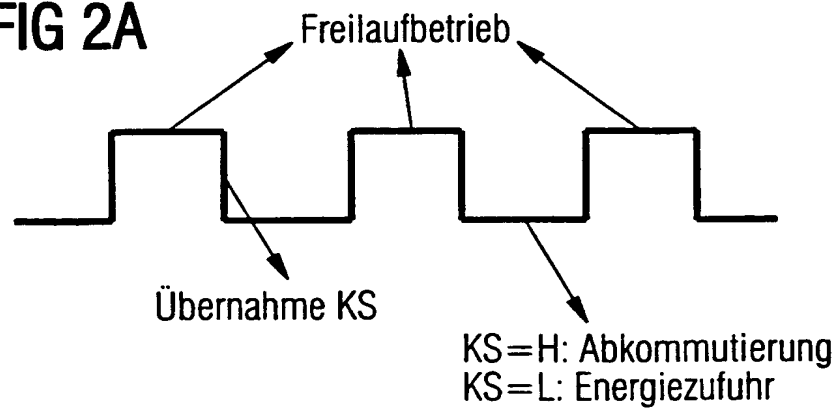 FIG 2A
Freilaufbetrieb
Übernahme KS
KS=H: Abkommutierung
KS=L: Energiezufuhr